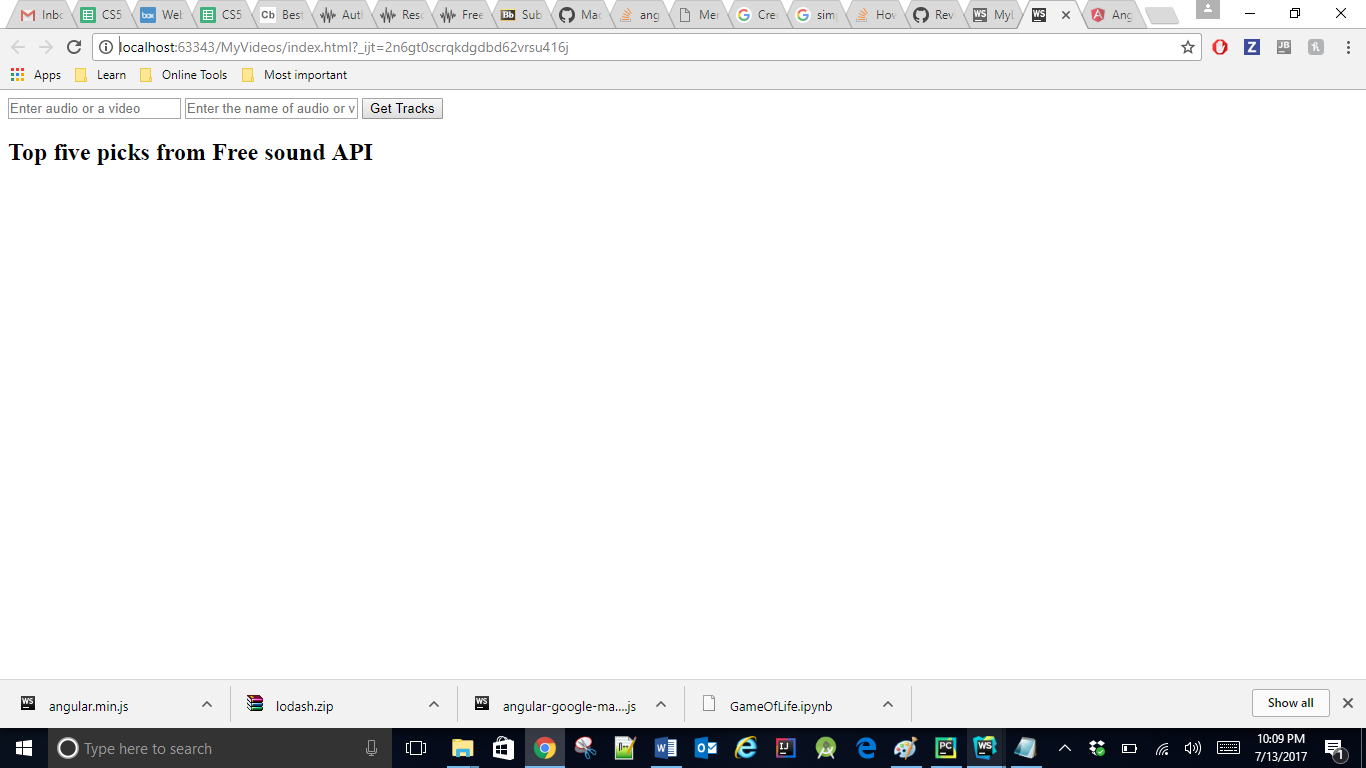 Inbo CS5 Wel CS5 Best Aut Reso Free Sub Mac ang Mer Cre sim Hov Rev MyI Ang
localhost:63343/MyVideos/index.html?_ijt=2n6gt0scrqkdgdbd62vrsu416j
Apps Learn Online Tools Most important
Enter audio or a video Enter the name of audio or v Get Tracks
Top five picks from Free sound API
angular.min.js lodash.zip angular-google-ma....js GameOfLife.ipynb Show all
Type here to search
10:09 PM
7/13/2017